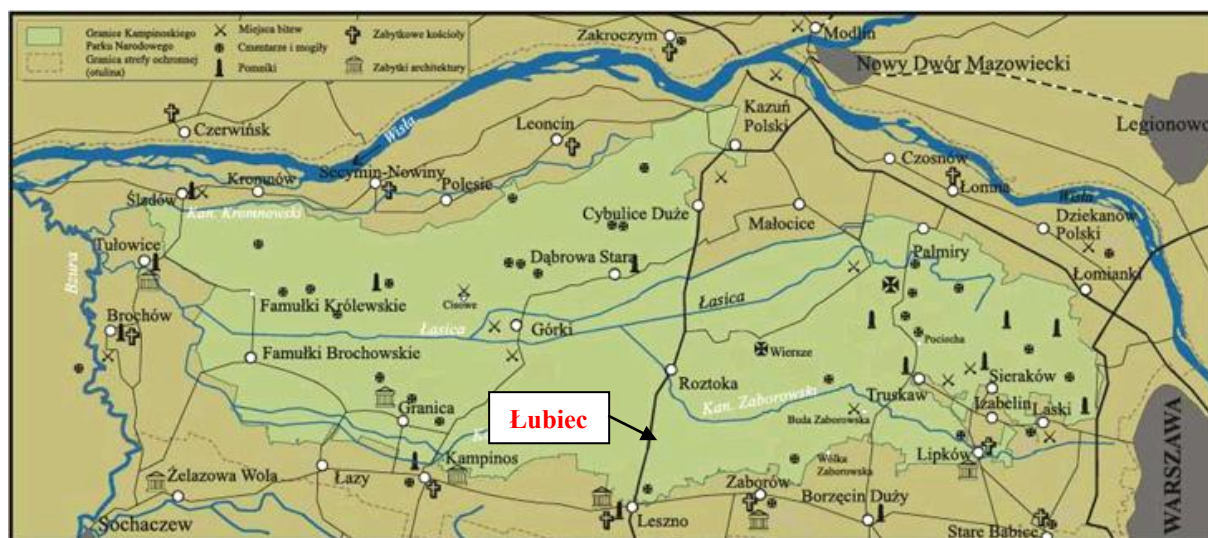 Granice Kampinoskiego
Parku Narodowego
Granica strefy ochronnej
(otulina)
Miejsca bitew
Cmentarze i mogiły
Pomniki
Zabytkowe kościoły
Zabytki architektury
Zakroczym
Modlin
Nowy Dwór Mazowiecki
Legionowo
Czerwińsk
Wisła
Leoncin
Kazuń
Polski
Czosnów
Łomna
Secymin-Nowiny
Kromnów
Polesie
Kan. Kromnowski
Cybulice Duże
Małocice
Wisła
Dziekanów
Polski
Tułowice
Palmiry
Bzura
Dąbrowa Stara
Łomianki
Famułki Królewskie
Cisowe
Łasica
Brochów
Łasica
Górki
Pociecha
Famułki Brochowskie
Wiersze
Roztoka
Sieraków
Truskaw
Kan. Zaborowski
Izabelin
Laski
Granica
Łubiec
Buda Zaborowska
Lipków
Kampinos
Wólka
Zaborowska
Żelazowa Wola
Łazy
Zaborów
Borzęcin Duży
Leszno
Sochaczew
Stare Babice
WARSZAWA